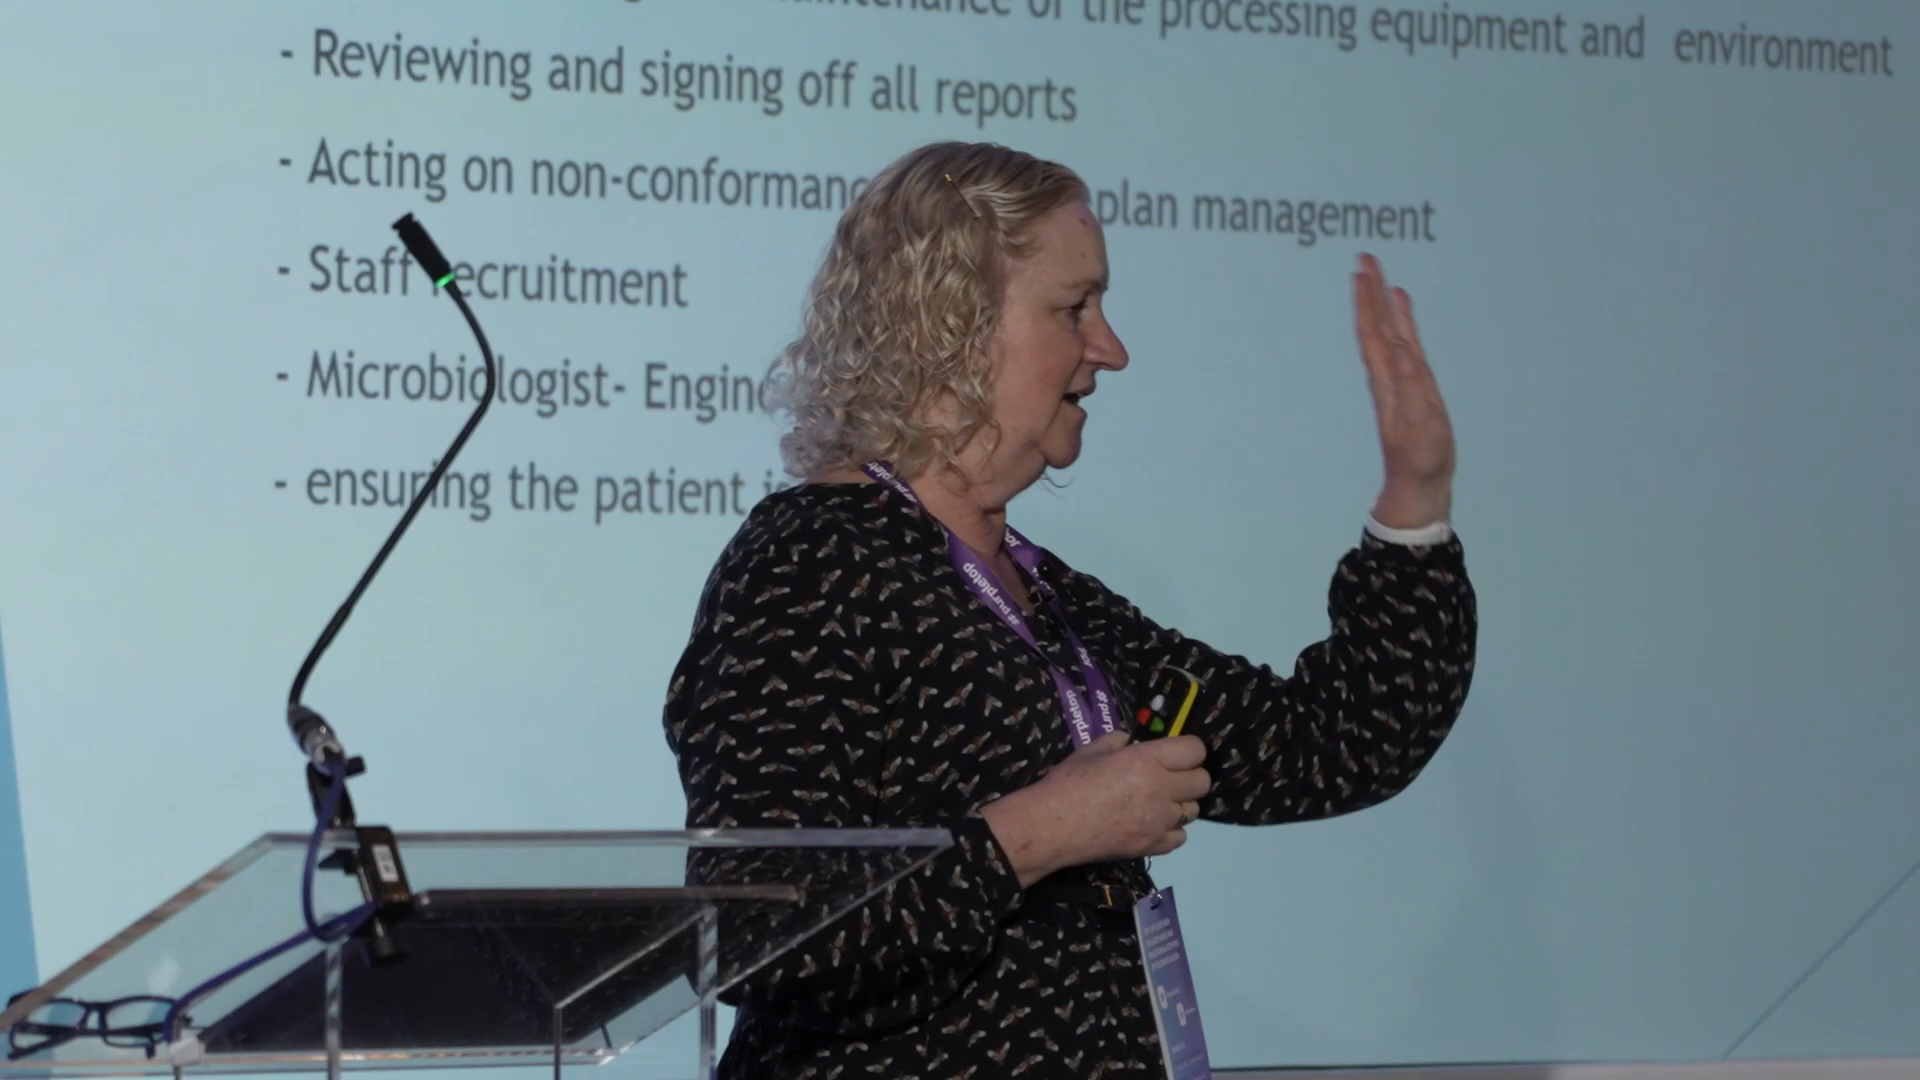 maintenance of the processing equipment and environment
- Reviewing and signing off all reports
- Acting on non-conformanc plan management
- Staff recruitment
- Microbiologist- Engine
- ensuring the patient is
#purpletop
#purpletop